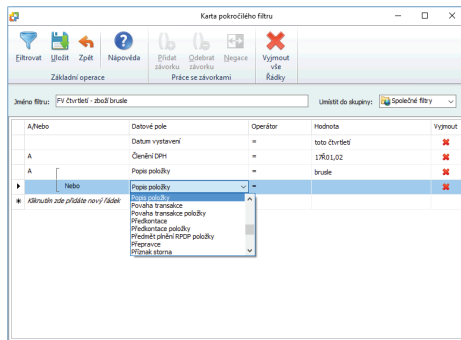 Karta pokročilého filtru
Filtrovat Uložit Zpět Nápověda Přidat závorku Odebrat závorku Negace Vyjmout vše
Základní operace Práce se závorkami Řádky
Jméno filtru: FV čtvrtletí - zboží brusle Umístit do skupiny: Společné filtry
A/Nebo Datové pole Operátor Hodnota Vyjmout
Datum vystavení = toto čtvrtletí
A Členění DPH = 17Ř01,02
A Popis položky = brusle
Nebo Popis položky =
Klknutím zde přidáte nový řádek
Popis položky
Povaha transakce
Povaha transakce položky
Předkontace
Předkontace položky
Předmět plnění RPDP položky
Přepravce
Příznak storna